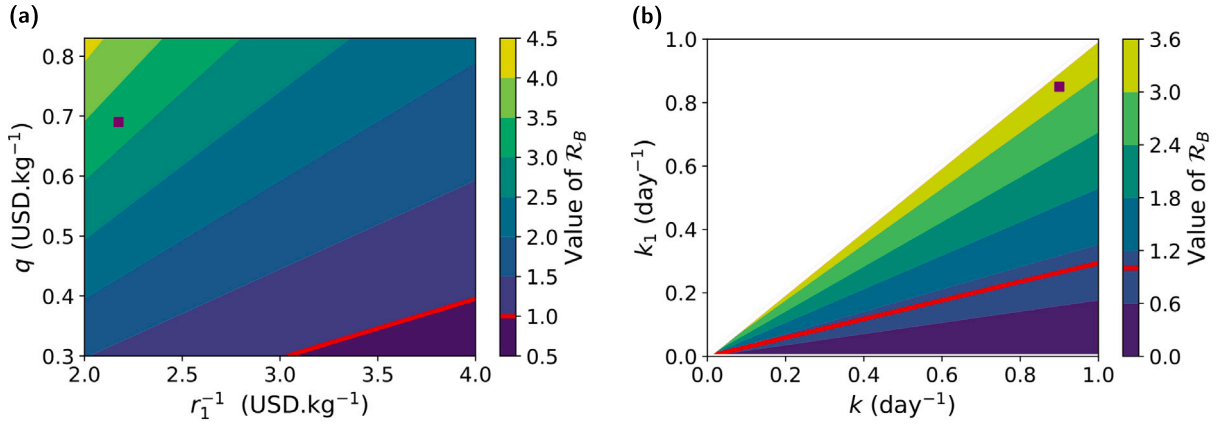 (a)
0.8
0.7
0.6
0.5
0.4
0.3
q (USD.kg⁻¹)
2.0 2.5 3.0 3.5 4.0
r₁⁻¹ (USD.kg⁻¹)
4.5
4.0
3.5
3.0
2.5
2.0
1.5
1.0
0.5
Value of ℛ_B
(b)
1.0
0.8
0.6
0.4
0.2
0.0
k₁ (day⁻¹)
0.0 0.2 0.4 0.6 0.8 1.0
k (day⁻¹)
3.6
3.0
2.4
1.8
1.2
0.6
0.0
Value of ℛ_B